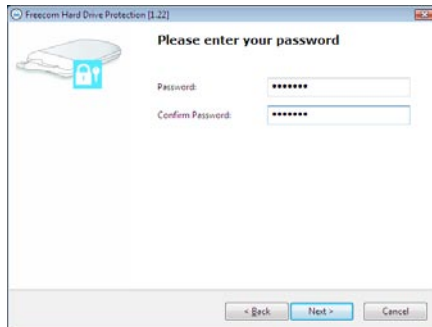 Freecom Hard Drive Protection [1.22]
Please enter your password
Password: •••••••
Confirm Password: •••••••
< Back Next > Cancel